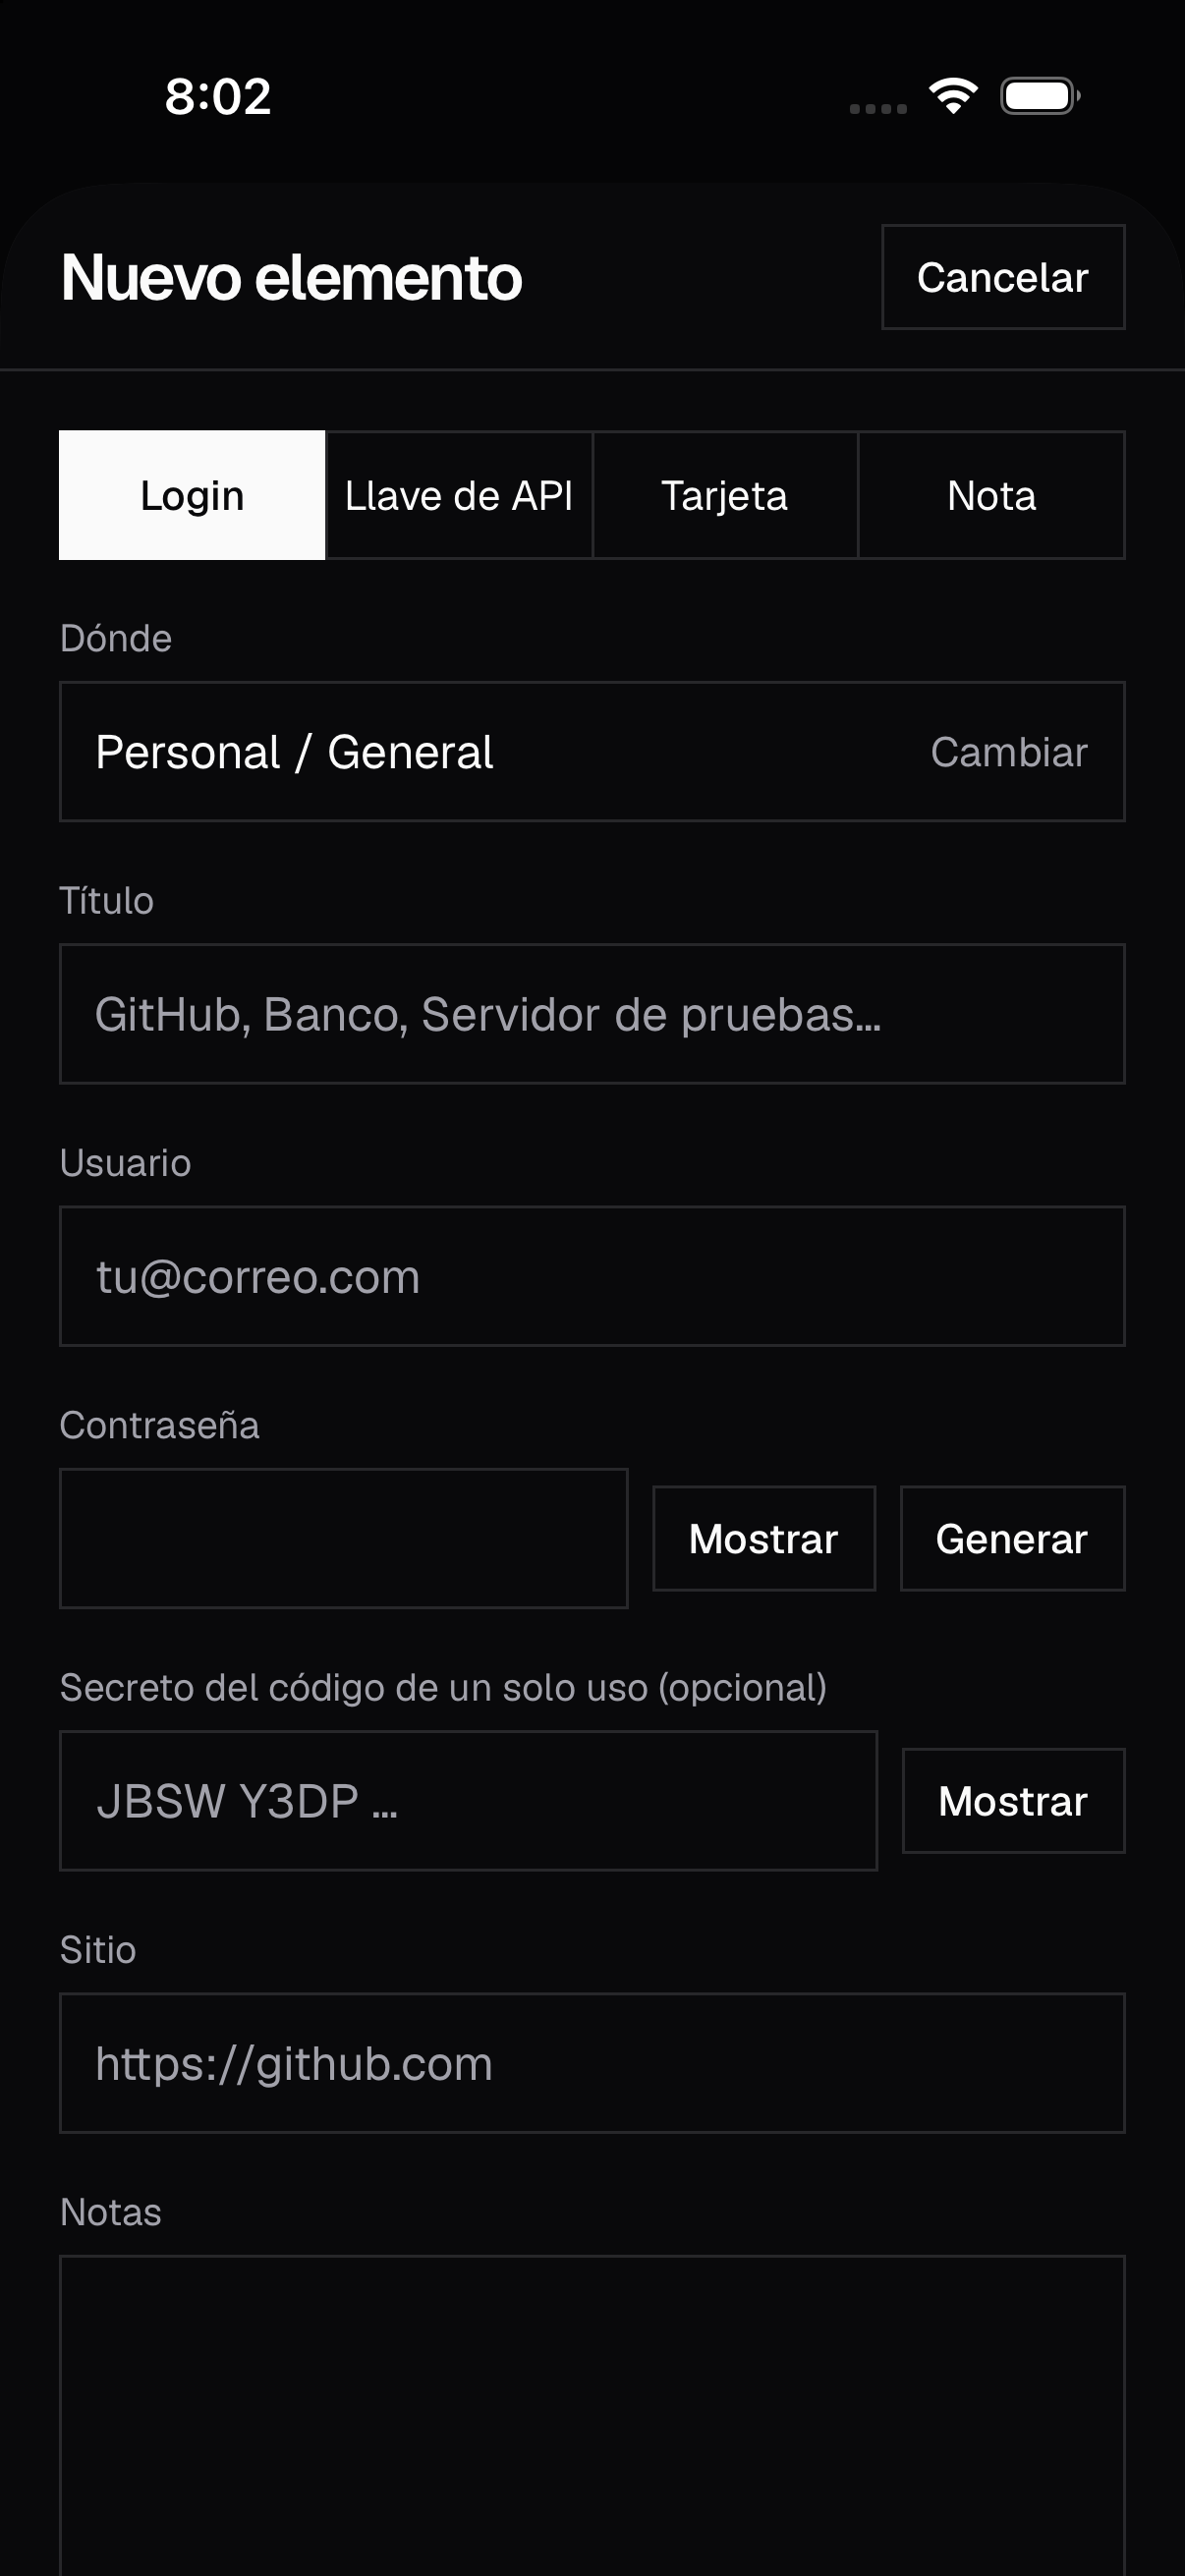 8:02
Nuevo elemento
Cancelar
Login
Llave de API
Tarjeta
Nota
Dónde
Personal / General
Cambiar
Título
GitHub, Banco, Servidor de pruebas...
Usuario
tu@correo.com
Contraseña
Mostrar
Generar
Secreto del código de un solo uso (opcional)
JBSW Y3DP ...
Mostrar
Sitio
https://github.com
Notas